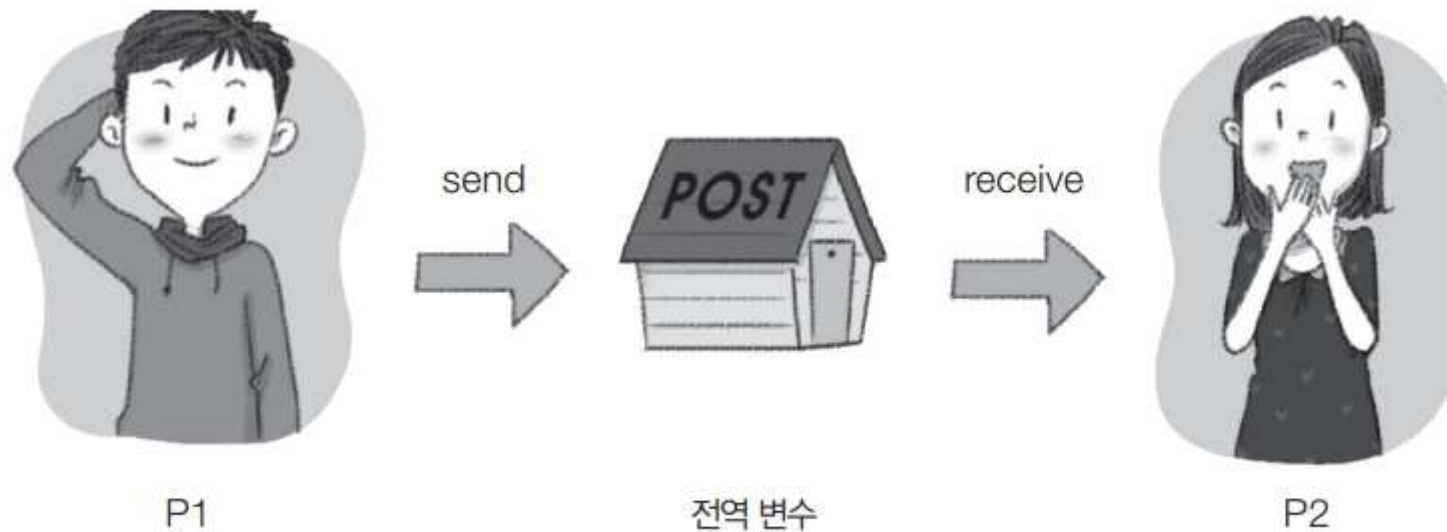 send
POST
receive
P1
전역 변수
P2